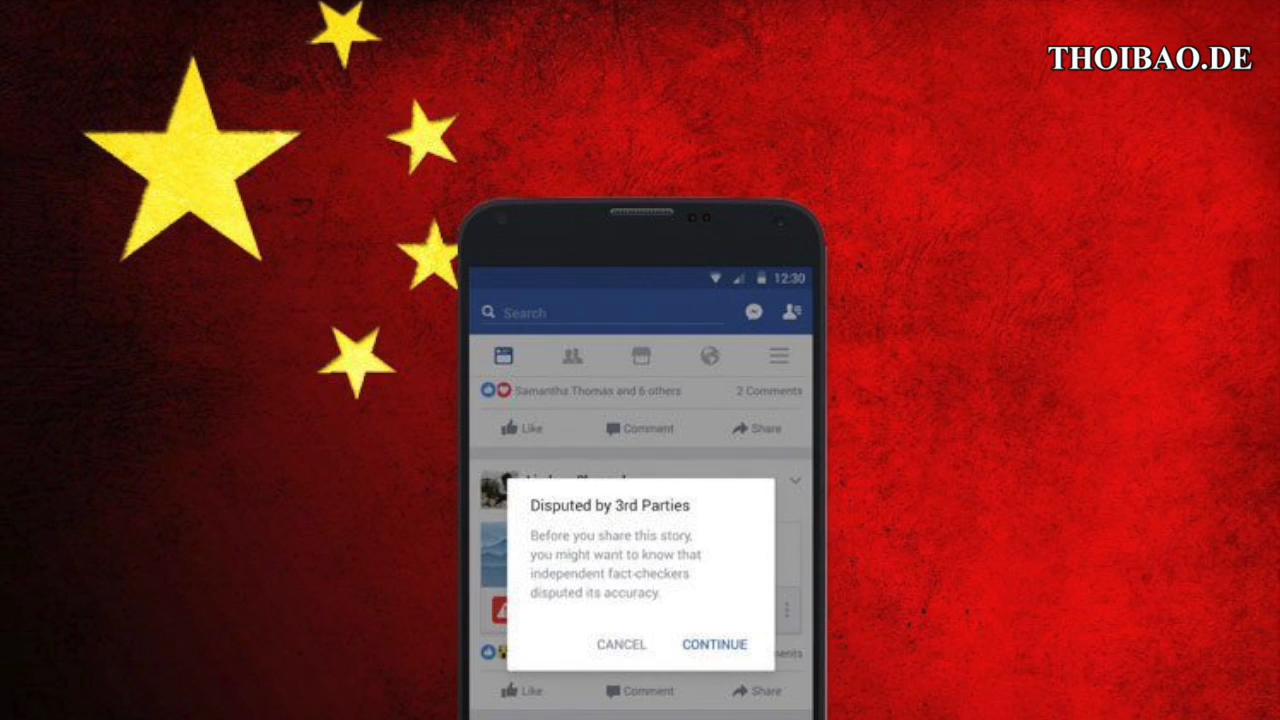 THOIBAO.DE
12:30
Search
Samantha Thomas and 6 others 2 Comments
Like Comment Share
Disputed by 3rd Parties
Before you share this story,
you might want to know that
independent fact-checkers
disputed its accuracy.
CANCEL CONTINUE
Like Comment Share